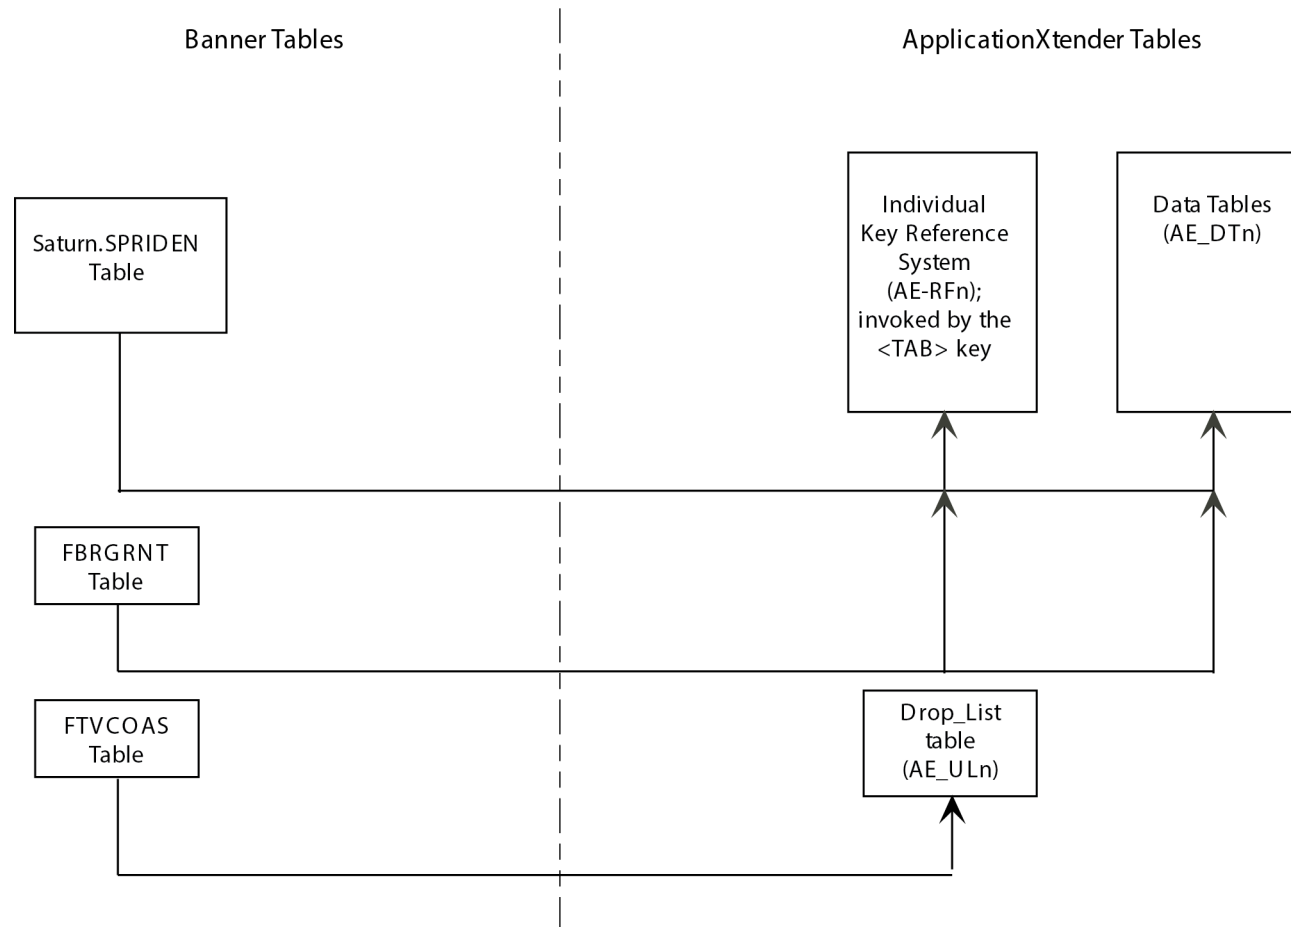 Banner Tables
ApplicationXtender Tables
Saturn.SPRIDEN
Table
Individual
Key Reference
System
(AE-RFn);
invoked by the
<TAB> key
Data Tables
(AE_DTn)
FBRGRNT
Table
FTVCOAS
Table
Drop_List
table
(AE_ULn)